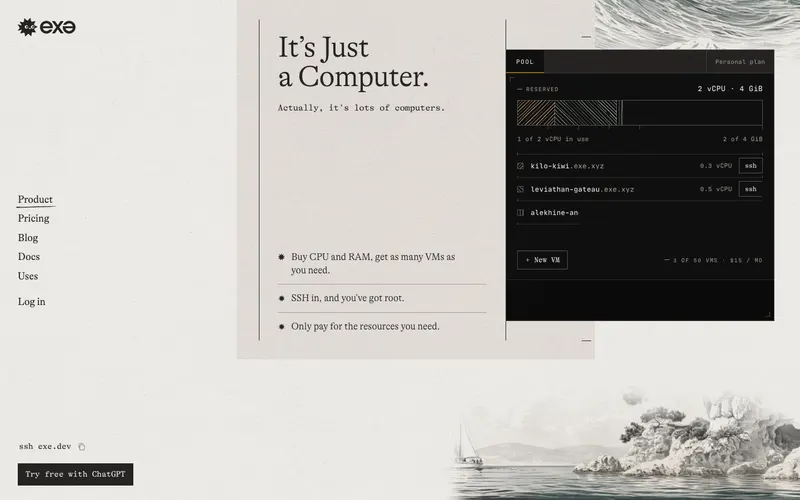 exe
Product
Pricing
Blog
Docs
Uses
Log in
ssh exe.dev
Try free with ChatGPT
It's Just
a Computer.
Actually, it's lots of computers.
Buy CPU and RAM, get as many VMs as
you need.
SSH in, and you've got root.
Only pay for the resources you need.
POOL
Personal plan
RESERVED
2 vCPU · 4 GiB
1 of 2 vCPU in use
2 of 4 GiB
kilo-kiwi.exe.xyz
0.3 vCPU
ssh
leviathan-gateau.exe.xyz
0.5 vCPU
ssh
alekhine-an
+ New VM
3 OF 50 VMS · $15 / MO